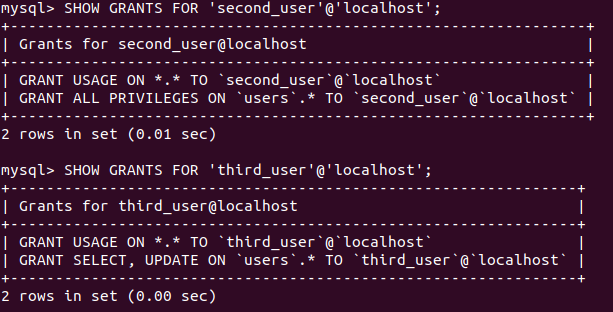 mysql> SHOW GRANTS FOR 'second_user'@'localhost';
+----------------------------------------------------------------+
| Grants for second_user@localhost                               |
+----------------------------------------------------------------+
| GRANT USAGE ON *.* TO `second_user`@`localhost`                |
| GRANT ALL PRIVILEGES ON `users`.* TO `second_user`@`localhost` |
+----------------------------------------------------------------+
2 rows in set (0.01 sec)
mysql> SHOW GRANTS FOR 'third_user'@'localhost';
+---------------------------------------------------------------+
| Grants for third_user@localhost                               |
+---------------------------------------------------------------+
| GRANT USAGE ON *.* TO `third_user`@`localhost`                |
| GRANT SELECT, UPDATE ON `users`.* TO `third_user`@`localhost` |
+---------------------------------------------------------------+
2 rows in set (0.00 sec)